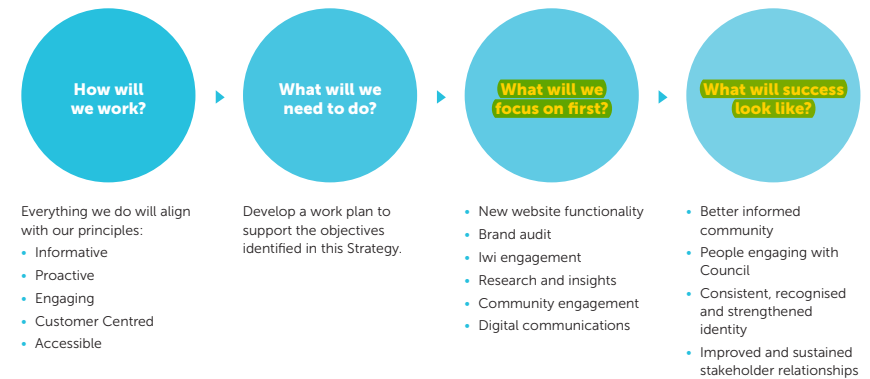 How will
we work?
What will we
need to do?
What will we
focus on first?
What will success
look like?
Everything we do will align
with our principles:
• Informative
• Proactive
• Engaging
• Customer Centred
• Accessible
Develop a work plan to
support the objectives
identified in this Strategy.
• New website functionality
• Brand audit
• Iwi engagement
• Research and insights
• Community engagement
• Digital communications
• Better informed
community
• People engaging with
Council
• Consistent, recognised
and strengthened
identity
• Improved and sustained
stakeholder relationships